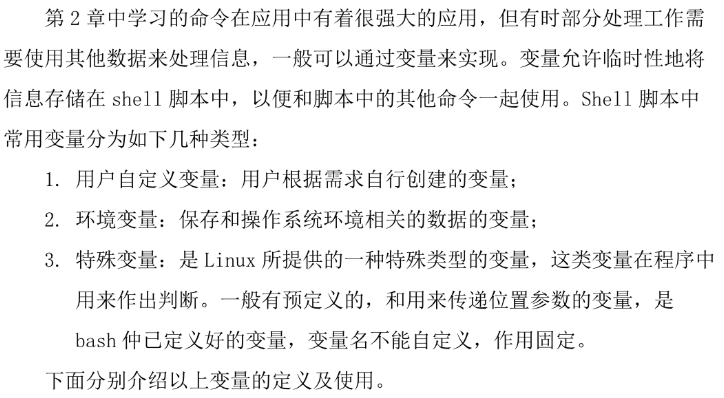 第 2 章中学习的命令在应用中有着很强大的应用，但有时部分处理工作需
要使用其他数据来处理信息，一般可以通过变量来实现。变量允许临时性地将
信息存储在 shell 脚本中，以便和脚本中的其他命令一起使用。Shell 脚本中
常用变量分为如下几种类型：
1. 用户自定义变量：用户根据需求自行创建的变量；
2. 环境变量：保存和操作系统环境相关的数据的变量；
3. 特殊变量：是 Linux 所提供的一种特殊类型的变量，这类变量在程序中
用来作出判断。一般有预定义的，和用来传递位置参数的变量，是
bash 仲已定义好的变量，变量名不能自定义，作用固定。
下面分别介绍以上变量的定义及使用。